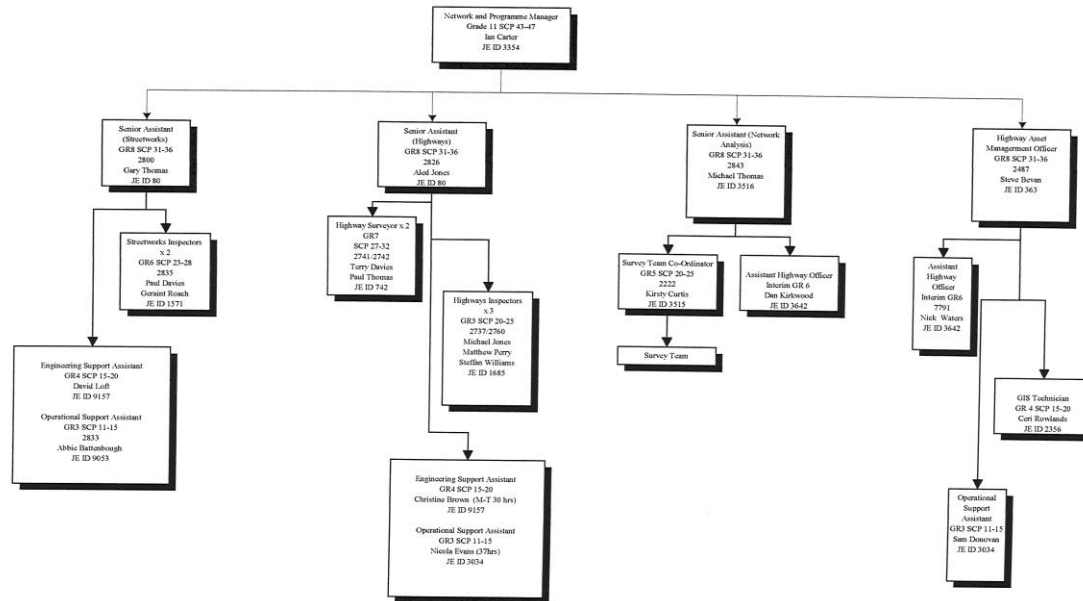 Network and Programme Manager
Grade 11 SCP 43-47
Ian Carter
JE ID 3354
Senior Assistant
(Streetworks)
GR8 SCP 31-36
2800
Gary Thomas
JE ID 80
Senior Assistant
(Highways)
GR8 SCP 31-36
2826
Aled Jones
JE ID 80
Senior Assistant (Network
Analysis)
GR8 SCP 31-36
2843
Michael Thomas
JE ID 3516
Highway Asset
Management Officer
GR8 SCP 31-36
2487
Steve Bevan
JE ID 363
Streetworks Inspectors
x 2
GR6 SCP 23-28
2835
Paul Davies
Geraint Roach
JE ID 1571
Highway Surveyor x 2
GR7
SCP 27-32
2741/2742
Terry Davies
Paul Thomas
JE ID 742
Highways Inspectors
x 3
GR5 SCP 20-25
2737/2760
Michael Jones
Matthew Perry
Steffan Williams
JE ID 1685
Survey Team Co-Ordinator
GR5 SCP 20-25
2222
Kirsty Curtis
JE ID 3515
Assistant Highway Officer
Interim GR 6
Dan Kirkwood
JE ID 3642
Survey Team
Assistant
Highway
Officer
Interim GR6
7791
Nick Waters
JE ID 3642
GIS Technician
GR 4 SCP 15-20
Ceri Rowlands
JE ID 2356
Engineering Support Assistant
GR4 SCP 15-20
David Loft
JE ID 9157
Operational Support Assistant
GR3 SCP 11-15
2833
Abbie Battenbough
JE ID 9053
Engineering Support Assistant
GR4 SCP 15-20
Christine Brown (M-T 30 hrs)
JE ID 9157
Operational Support Assistant
GR3 SCP 11-15
Nicola Evans (37hrs)
JE ID 3034
Operational
Support
Assistant
GR3 SCP 11-15
Sam Donovan
JE ID 3034